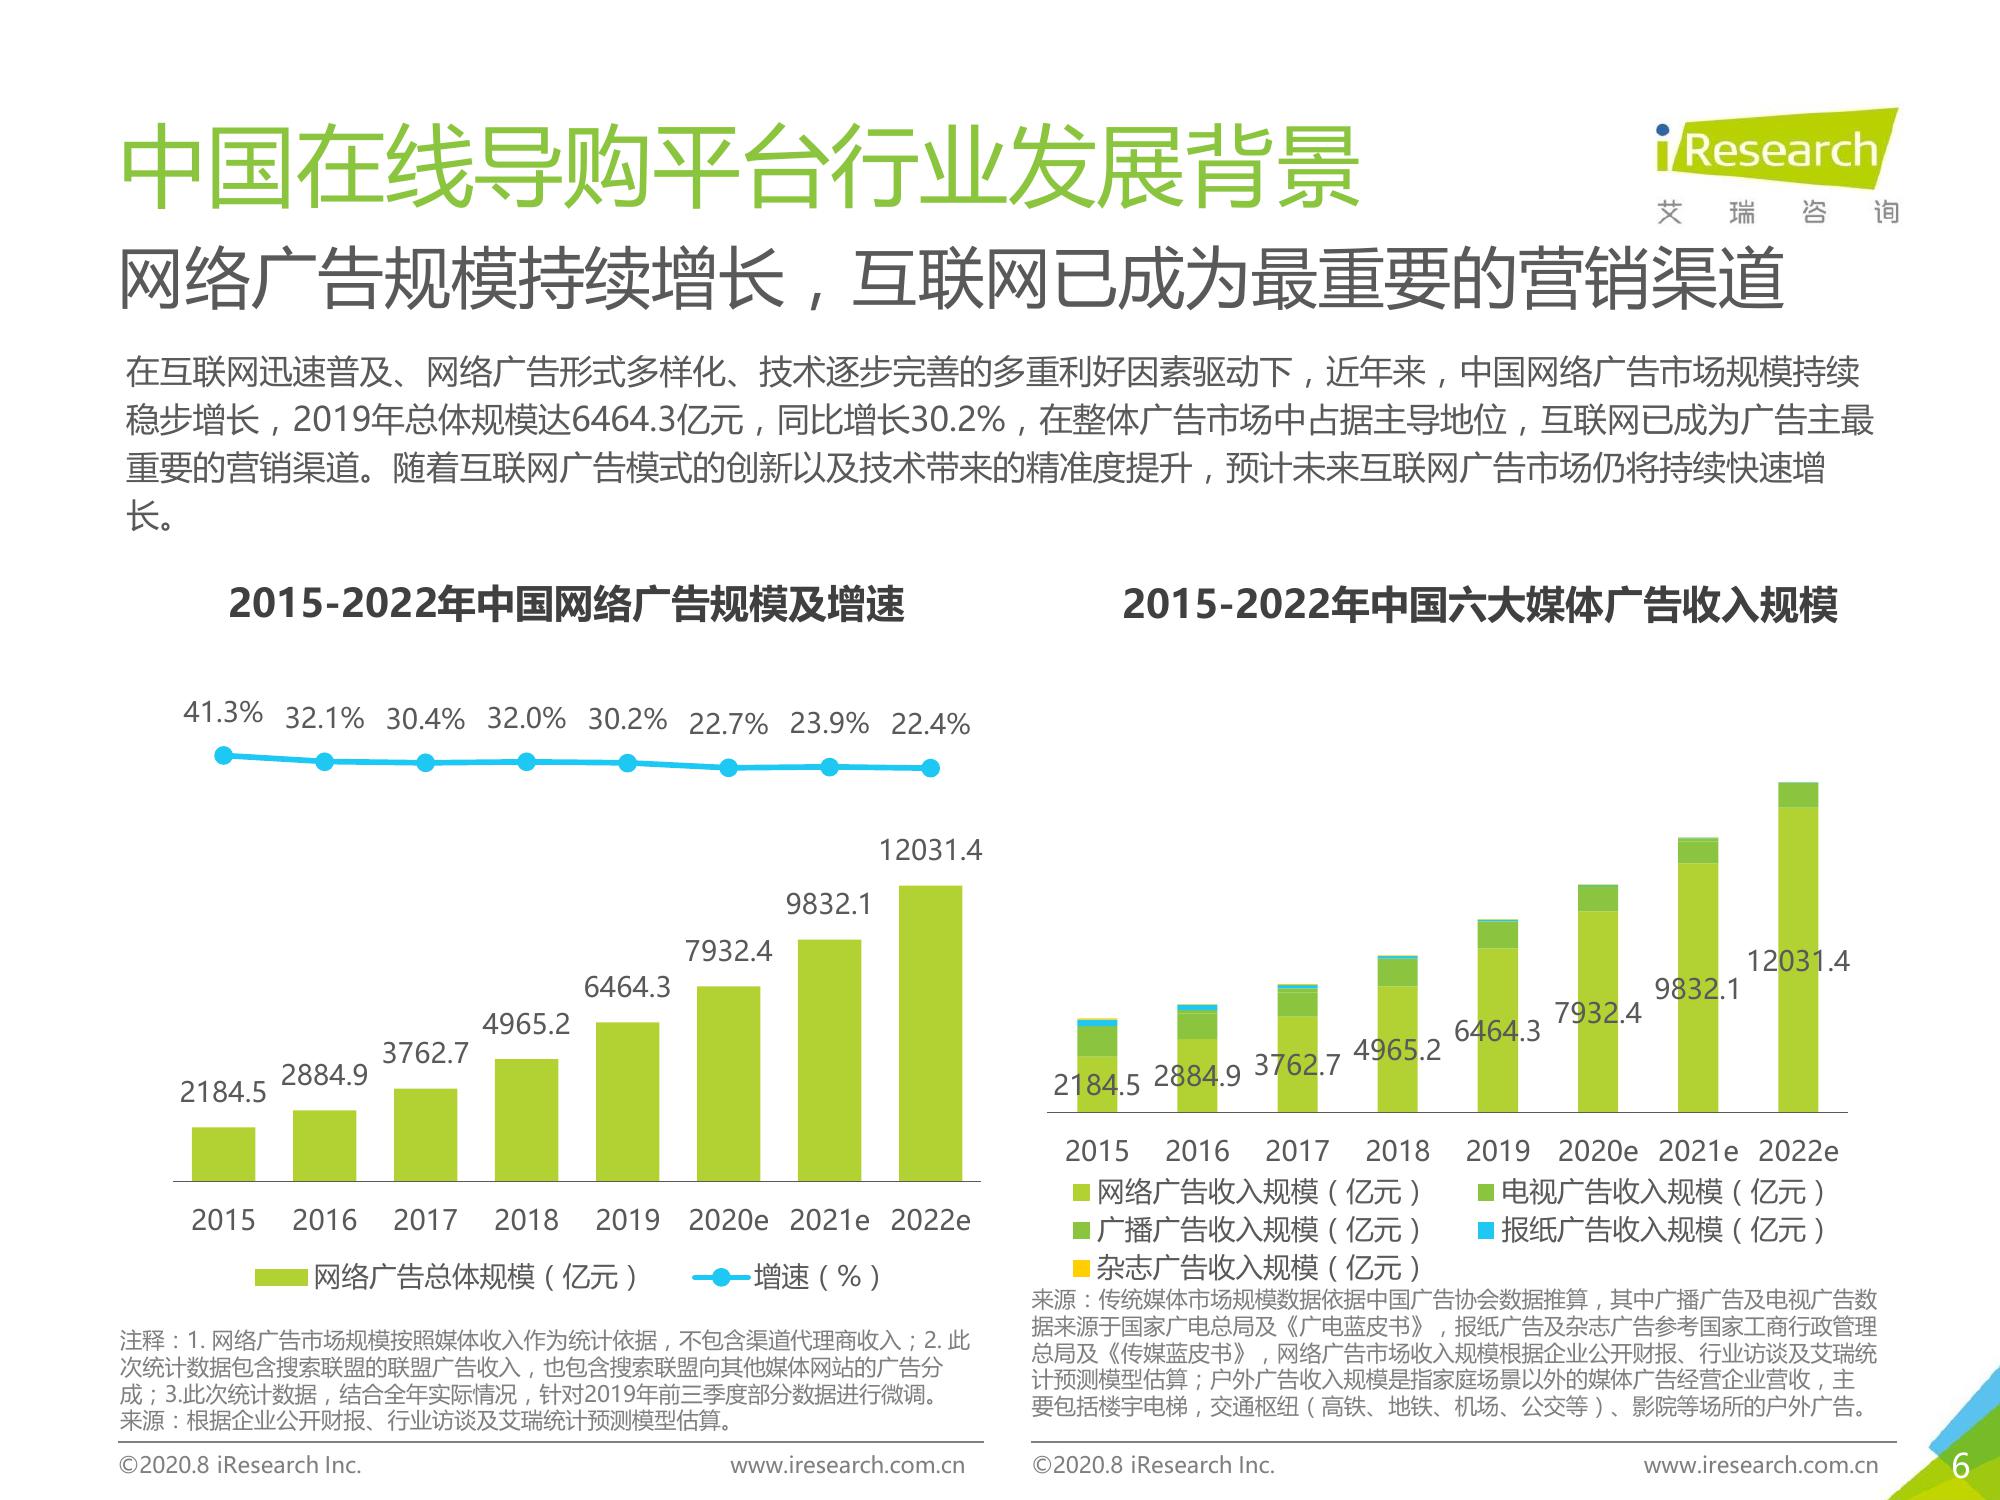 中国在线导购平台行业发展背景
iResearch
艾瑞咨询
网络广告规模持续增长，互联网已成为最重要的营销渠道
在互联网迅速普及、网络广告形式多样化、技术逐步完善的多重利好因素驱动下，近年来，中国网络广告市场规模持续
稳步增长，2019年总体规模达6464.3亿元，同比增长30.2%，在整体广告市场中占据主导地位，互联网已成为广告主最
重要的营销渠道。随着互联网广告模式的创新以及技术带来的精准度提升，预计未来互联网广告市场仍将持续快速增
长。
2015-2022年中国网络广告规模及增速
41.3% 32.1% 30.4% 32.0% 30.2% 22.7% 23.9% 22.4%
2184.5 2884.9 3762.7 4965.2 6464.3 7932.4 9832.1 12031.4
2015 2016 2017 2018 2019 2020e 2021e 2022e
网络广告总体规模（亿元） 增速（%）
注释：1. 网络广告市场规模按照媒体收入作为统计依据，不包含渠道代理商收入；2. 此
次统计数据包含搜索联盟的联盟广告收入，也包含搜索联盟向其他媒体网站的广告分
成；3.此次统计数据，结合全年实际情况，针对2019年前三季度部分数据进行微调。
来源：根据企业公开财报、行业访谈及艾瑞统计预测模型估算。
©2020.8 iResearch Inc. www.iresearch.com.cn
2015-2022年中国六大媒体广告收入规模
2184.5 2884.9 3762.7 4965.2 6464.3 7932.4 9832.1 12031.4
2015 2016 2017 2018 2019 2020e 2021e 2022e
网络广告收入规模（亿元） 电视广告收入规模（亿元）
广播广告收入规模（亿元） 报纸广告收入规模（亿元）
杂志广告收入规模（亿元）
来源：传统媒体市场规模数据依据中国广告协会数据推算，其中广播广告及电视广告数
据来源于国家广电总局及《广电蓝皮书》，报纸广告及杂志广告参考国家工商行政管理
总局及《传媒蓝皮书》，网络广告市场收入规模根据企业公开财报、行业访谈及艾瑞统
计预测模型估算；户外广告收入规模是指家庭场景以外的媒体广告经营企业营收，主
要包括楼宇电梯，交通枢纽（高铁、地铁、机场、公交等）、影院等场所的户外广告。
©2020.8 iResearch Inc. www.iresearch.com.cn
6